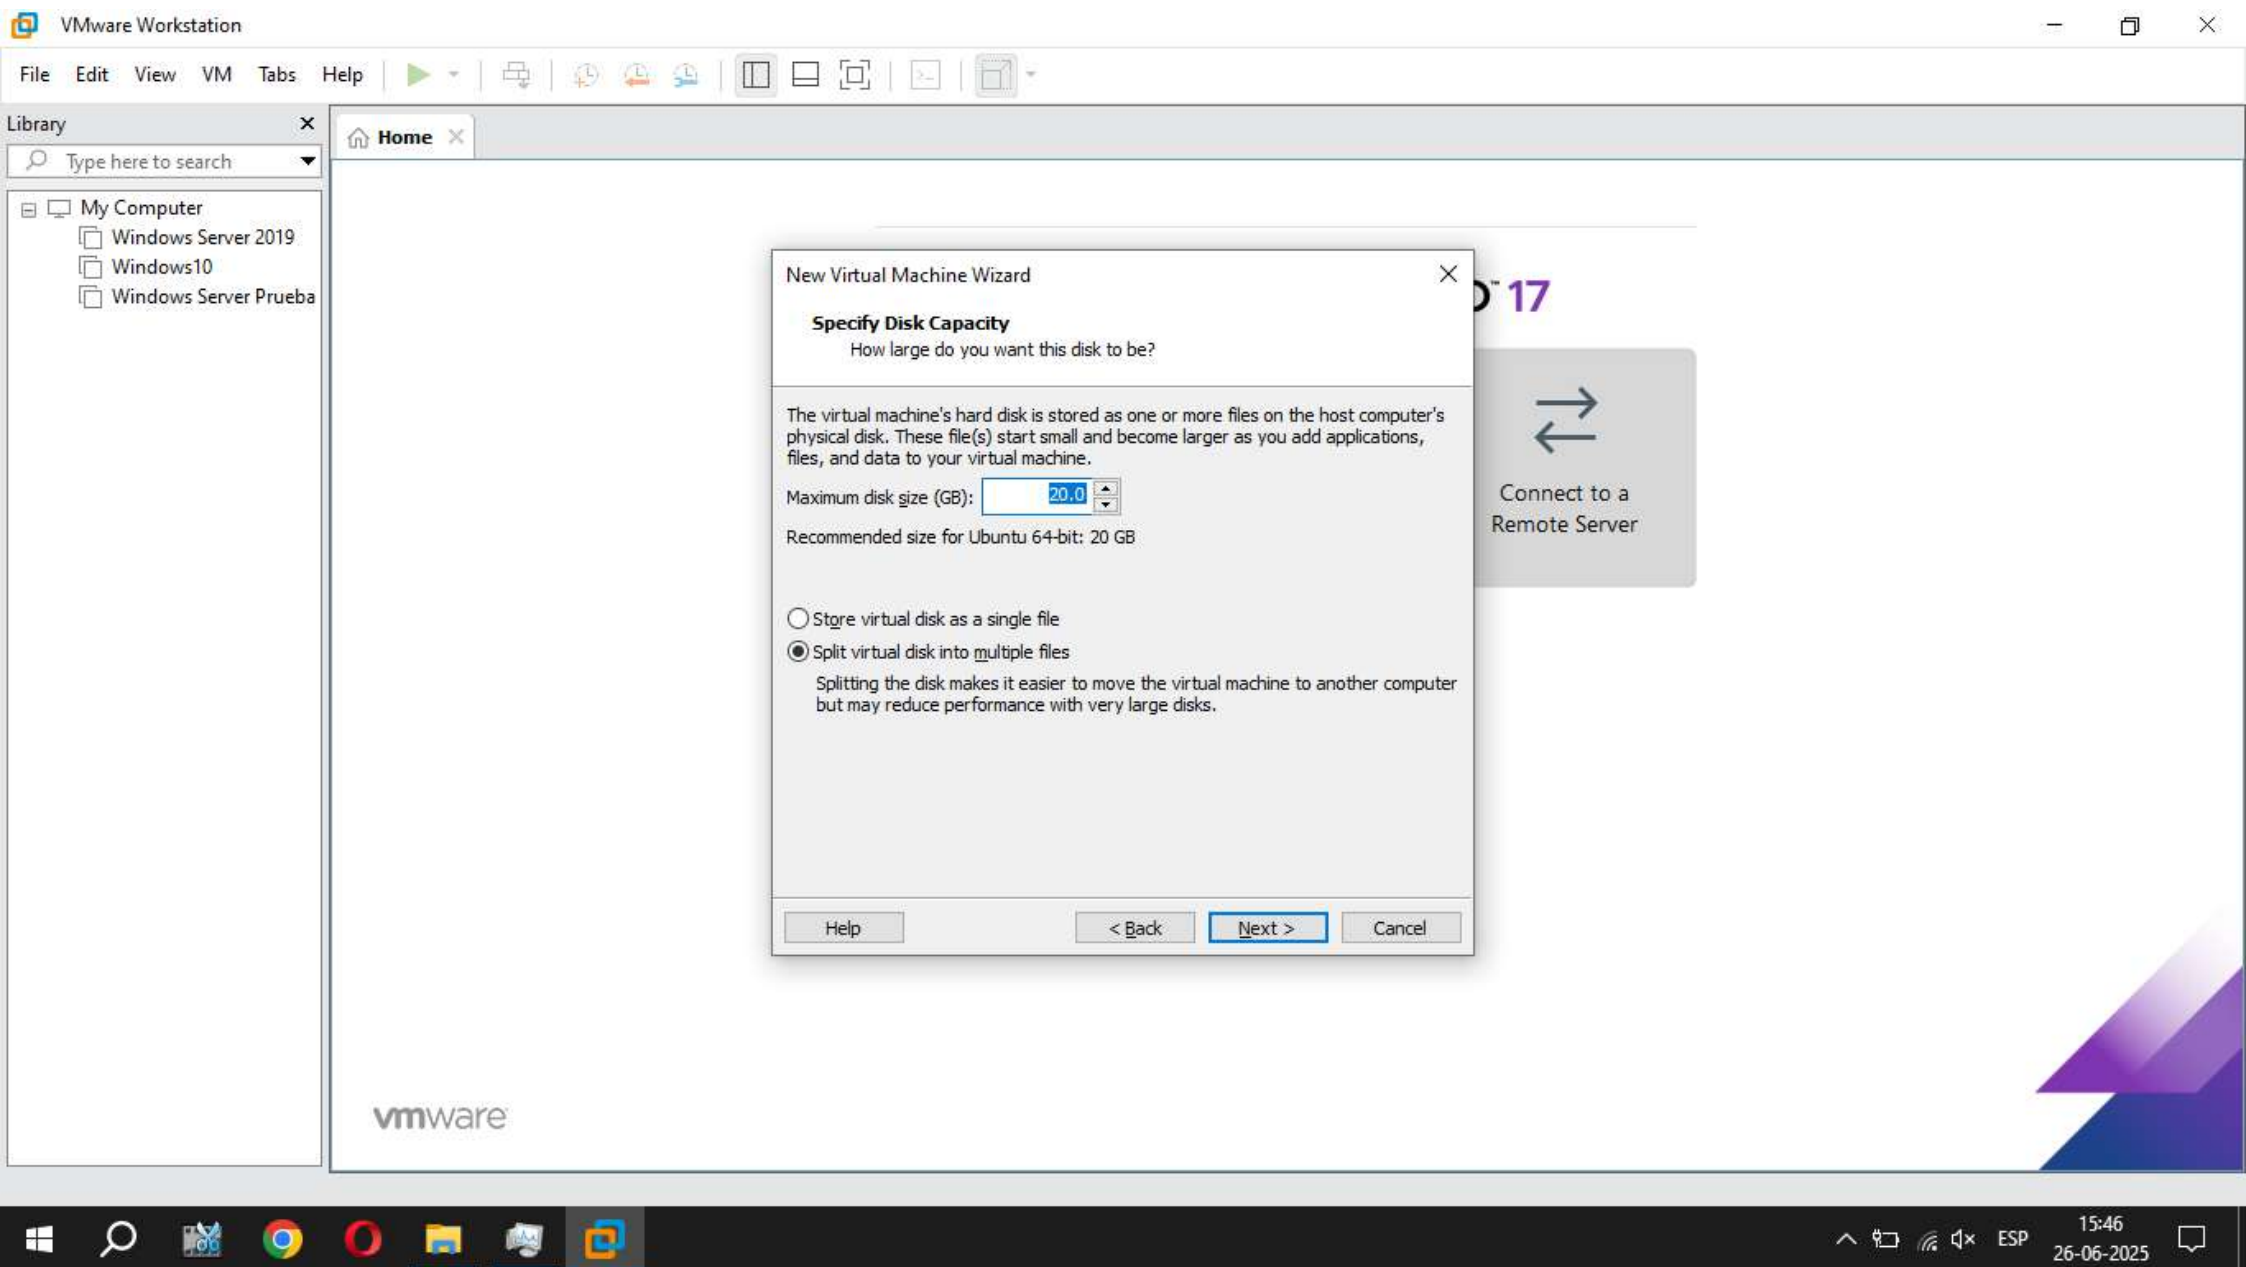 VMware Workstation
File Edit View VM Tabs Help
Library
Home
Type here to search
My Computer
Windows Server 2019
Windows10
Windows Server Prueba
™ 17
New Virtual Machine Wizard
Specify Disk Capacity
How large do you want this disk to be?
The virtual machine's hard disk is stored as one or more files on the host computer's
physical disk. These file(s) start small and become larger as you add applications,
files, and data to your virtual machine.
Maximum disk size (GB): 20.0
Recommended size for Ubuntu 64-bit: 20 GB
Store virtual disk as a single file
Split virtual disk into multiple files
Splitting the disk makes it easier to move the virtual machine to another computer
but may reduce performance with very large disks.
Help < Back Next > Cancel
Connect to a
Remote Server
vmware
ESP
15:46
26-06-2025